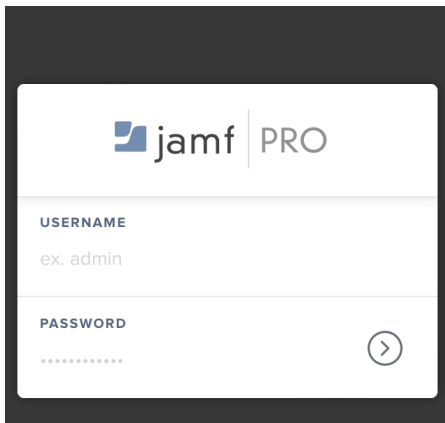 jamf PRO
USERNAME
ex. admin
PASSWORD
............